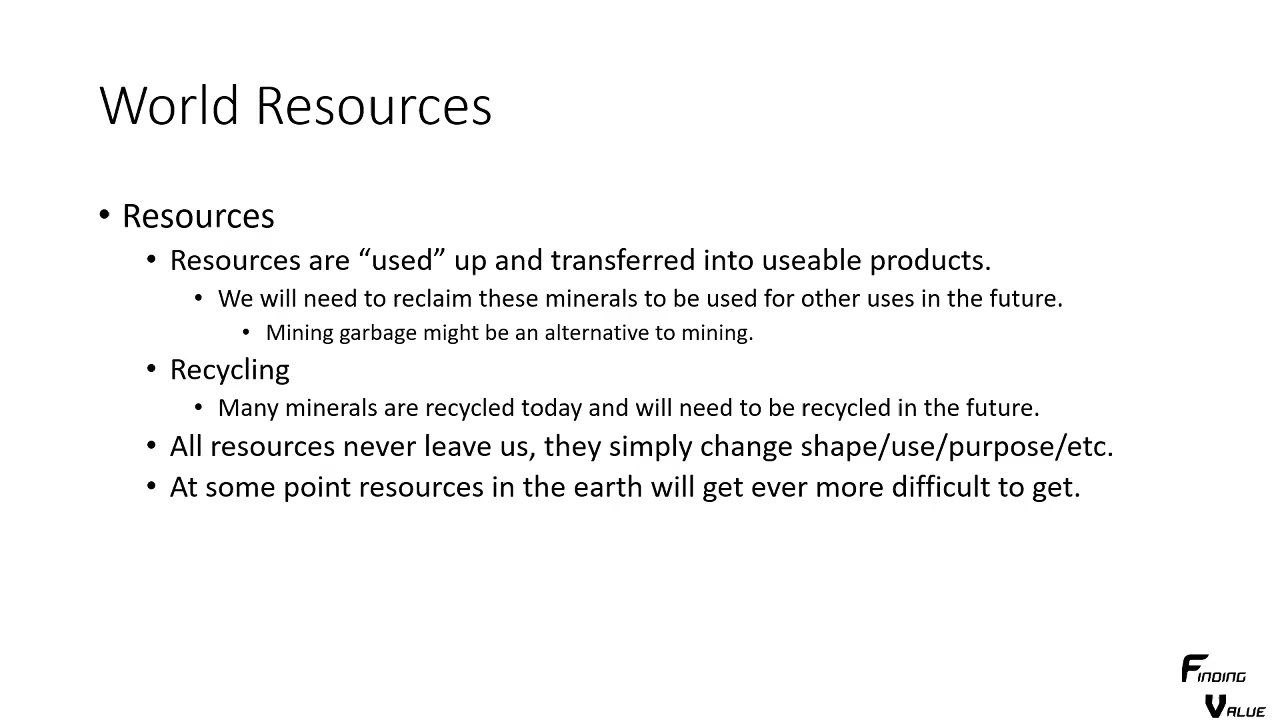 World Resources
• Resources
• Resources are “used” up and transferred into useable products.
• We will need to reclaim these minerals to be used for other uses in the future.
• Mining garbage might be an alternative to mining.
• Recycling
• Many minerals are recycled today and will need to be recycled in the future.
• All resources never leave us, they simply change shape/use/purpose/etc.
• At some point resources in the earth will get ever more difficult to get.
Finding
Value